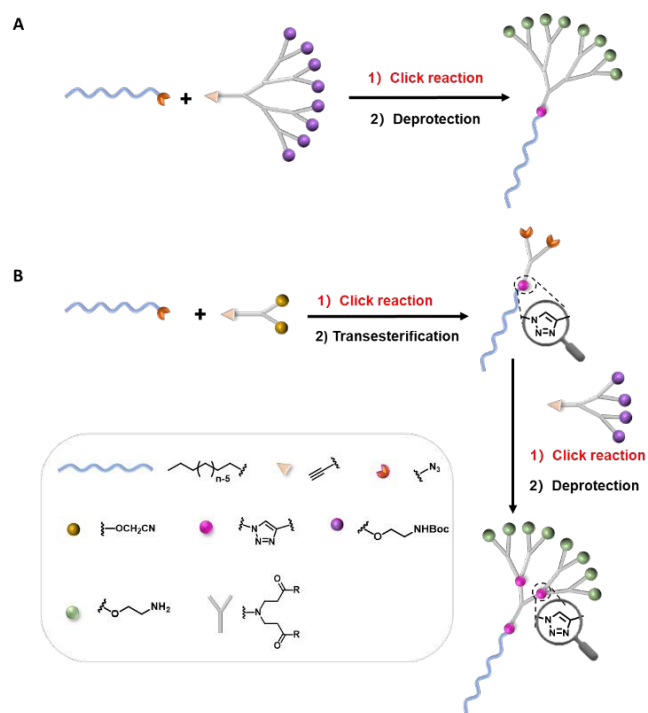 A
+
1) Click reaction
2) Deprotection
B
+
1) Click reaction
2) Transesterification
N
N=N
1) Click reaction
2) Deprotection
n-5
N₃
OCH₂CN
N
N=N
O
NHBoc
O
NH₂
N
O
R
O
R
N
N=N